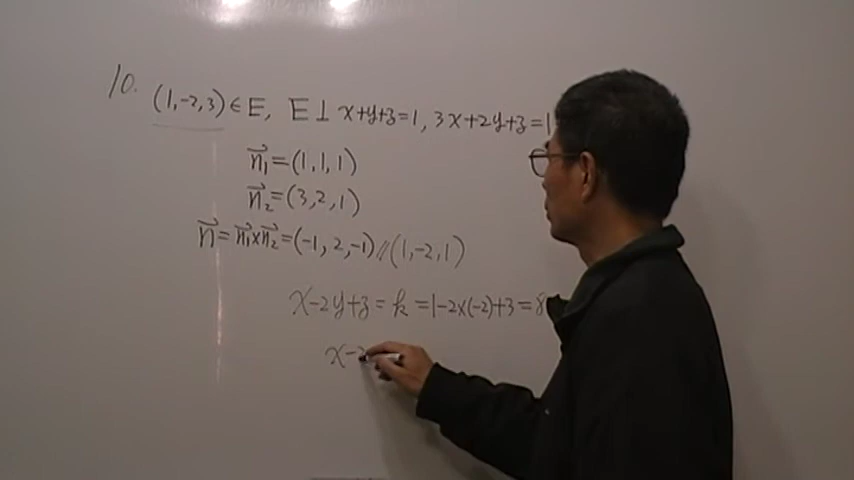 10. (1,-2,3)∈E, E⊥ x+y+z=1, 3x+2y+z=1
n₁⃗=(1,1,1)
n₂⃗=(3,2,1)
n⃗=n₁⃗×n₂⃗=(-1,2,-1)//(1,-2,1)
x-2y+z=k=1-2x(-2)+3=8
x-2